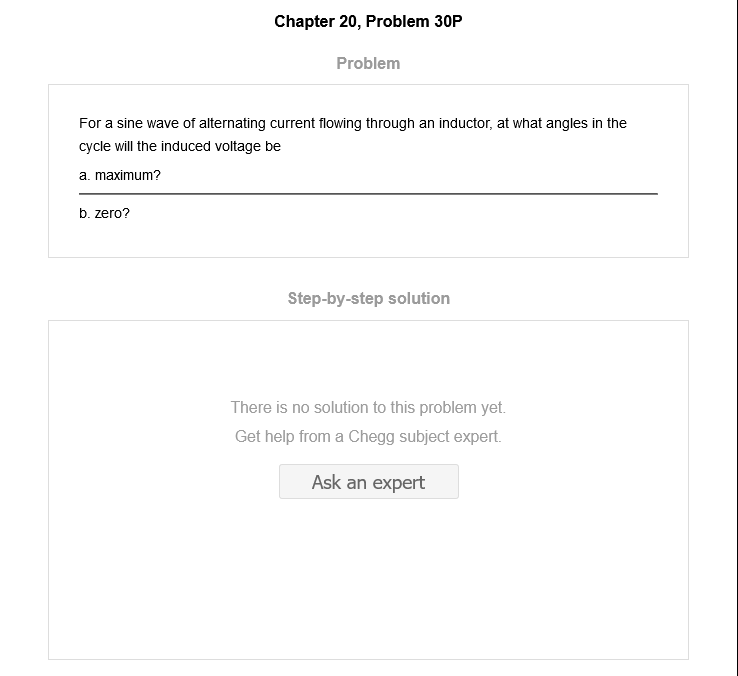 Chapter 20, Problem 30P
Problem
For a sine wave of alternating current flowing through an inductor, at what angles in the
cycle will the induced voltage be
a. maximum?
b. zero?
Step-by-step solution
There is no solution to this problem yet.
Get help from a Chegg subject expert.
Ask an expert